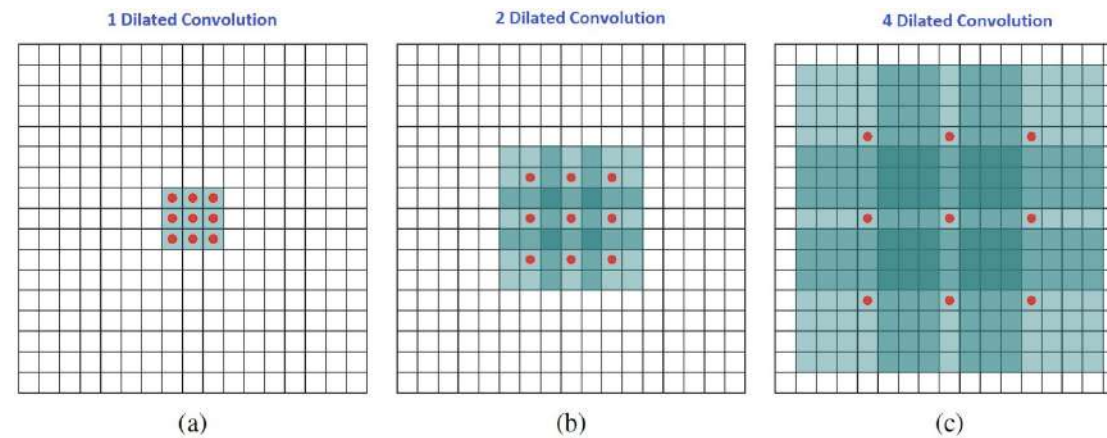 1 Dilated Convolution
2 Dilated Convolution
4 Dilated Convolution
(a)
(b)
(c)